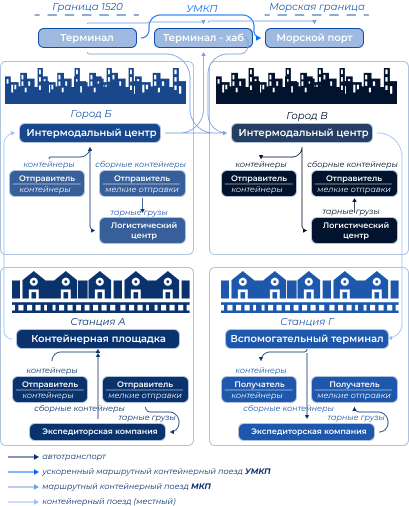 Граница 1520
УМКП
Морская граница
Терминал
Терминал - хаб
Морской порт
Город Б
Интермодальный центр
контейнеры
сборные контейнеры
Отправитель
контейнеры
Отправитель
мелкие отправки
тарные грузы
Логистический
центр
Город В
Интермодальный центр
контейнеры
сборные контейнеры
Отправитель
контейнеры
Отправитель
мелкие отправки
тарные грузы
Логистический
центр
Станция А
Контейнерная площадка
контейнеры
Отправитель
контейнеры
Отправитель
мелкие отправки
сборные контейнеры
тарные грузы
Экспедиторская компания
Станция Г
Вспомогательный терминал
контейнеры
Получатель
контейнеры
Получатель
мелкие отправки
сборные контейнеры
тарные грузы
Экспедиторская компания
автотранспорт
ускоренный маршрутный контейнерный поезд УМКП
маршрутный контейнерный поезд МКП
контейнерный поезд (местный)